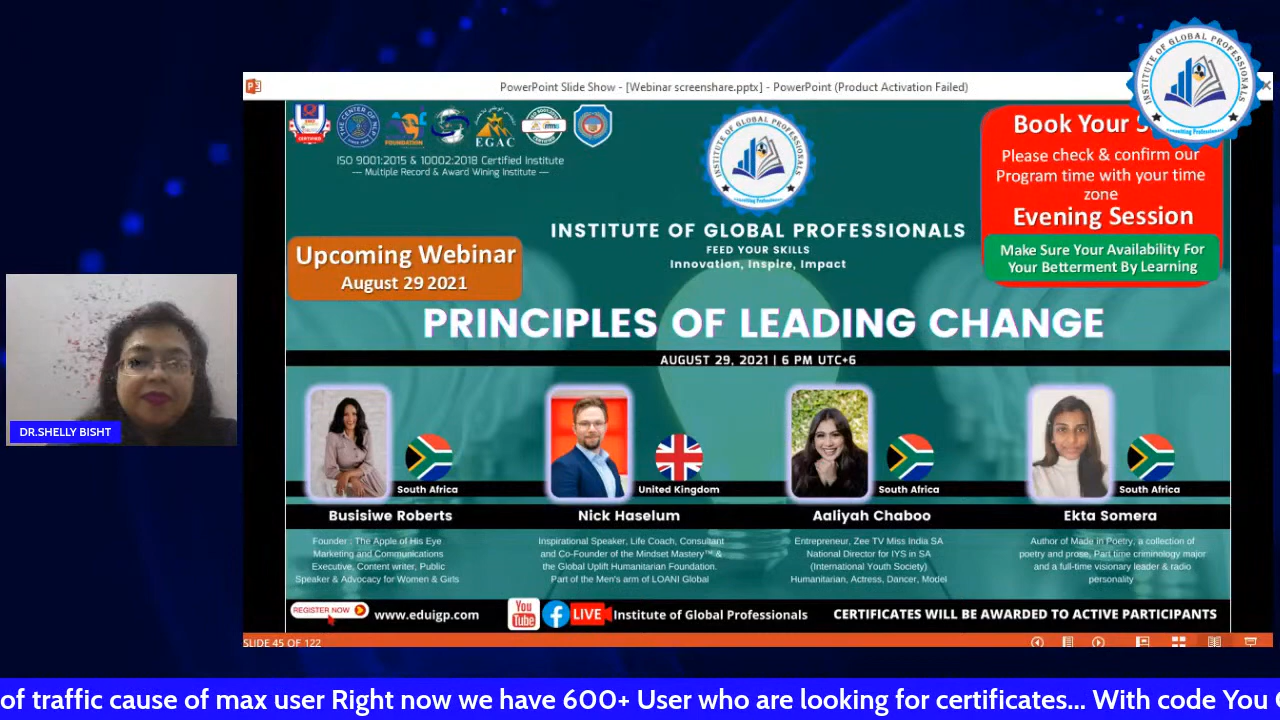 PowerPoint Slide Show - [Webinar screenshare.pptx] - PowerPoint (Product Activation Failed)
INSTITUTE OF GLOBAL PROFESSIONALS
EGAC
FOUNDATION
ISO 9001:2015 & 10002:2018 Certified Institute
— Multiple Record & Award Wining Institute —
INSTITUTE OF GLOBAL PROFESSIONALS
Book Your
Please check & confirm our
Program time with your time
zone
Evening Session
Make Sure Your Availability For
Your Betterment By Learning
INSTITUTE OF GLOBAL PROFESSIONALS
FEED YOUR SKILLS
Innovation, Inspire, Impact
Upcoming Webinar
August 29 2021
PRINCIPLES OF LEADING CHANGE
AUGUST 29, 2021 | 6 PM UTC+6
South Africa
United Kingdom
South Africa
South Africa
Busisiwe Roberts
Nick Haselum
Aaliyah Chaboo
Ekta Somera
Founder : The Apple of His Eye
Marketing and Communications
Executive, Content writer, Public
Speaker & Advocacy for Women & Girls
Inspirational Speaker, Life Coach, Consultant
and Co-Founder of the Mindset Mastery™ &
the Global Uplift Humanitarian Foundation.
Part of the Men's arm of LOANI Global
Entrepreneur, Zee TV Miss India SA
National Director for IYS in SA
(International Youth Society)
Humanitarian, Actress, Dancer, Model
Author of Made in Poetry, a collection of
poetry and prose, Part time criminology major
and a full-time visionary leader & radio
personality
REGISTER NOW
www.eduigp.com
You
Tube
LIVE
Institute of Global Professionals
CERTIFICATES WILL BE AWARDED TO ACTIVE PARTICIPANTS
SLIDE 45 OF 122
DR.SHELLY BISHT
of traffic cause of max user Right now we have 600+ User who are looking for certificates... With code You